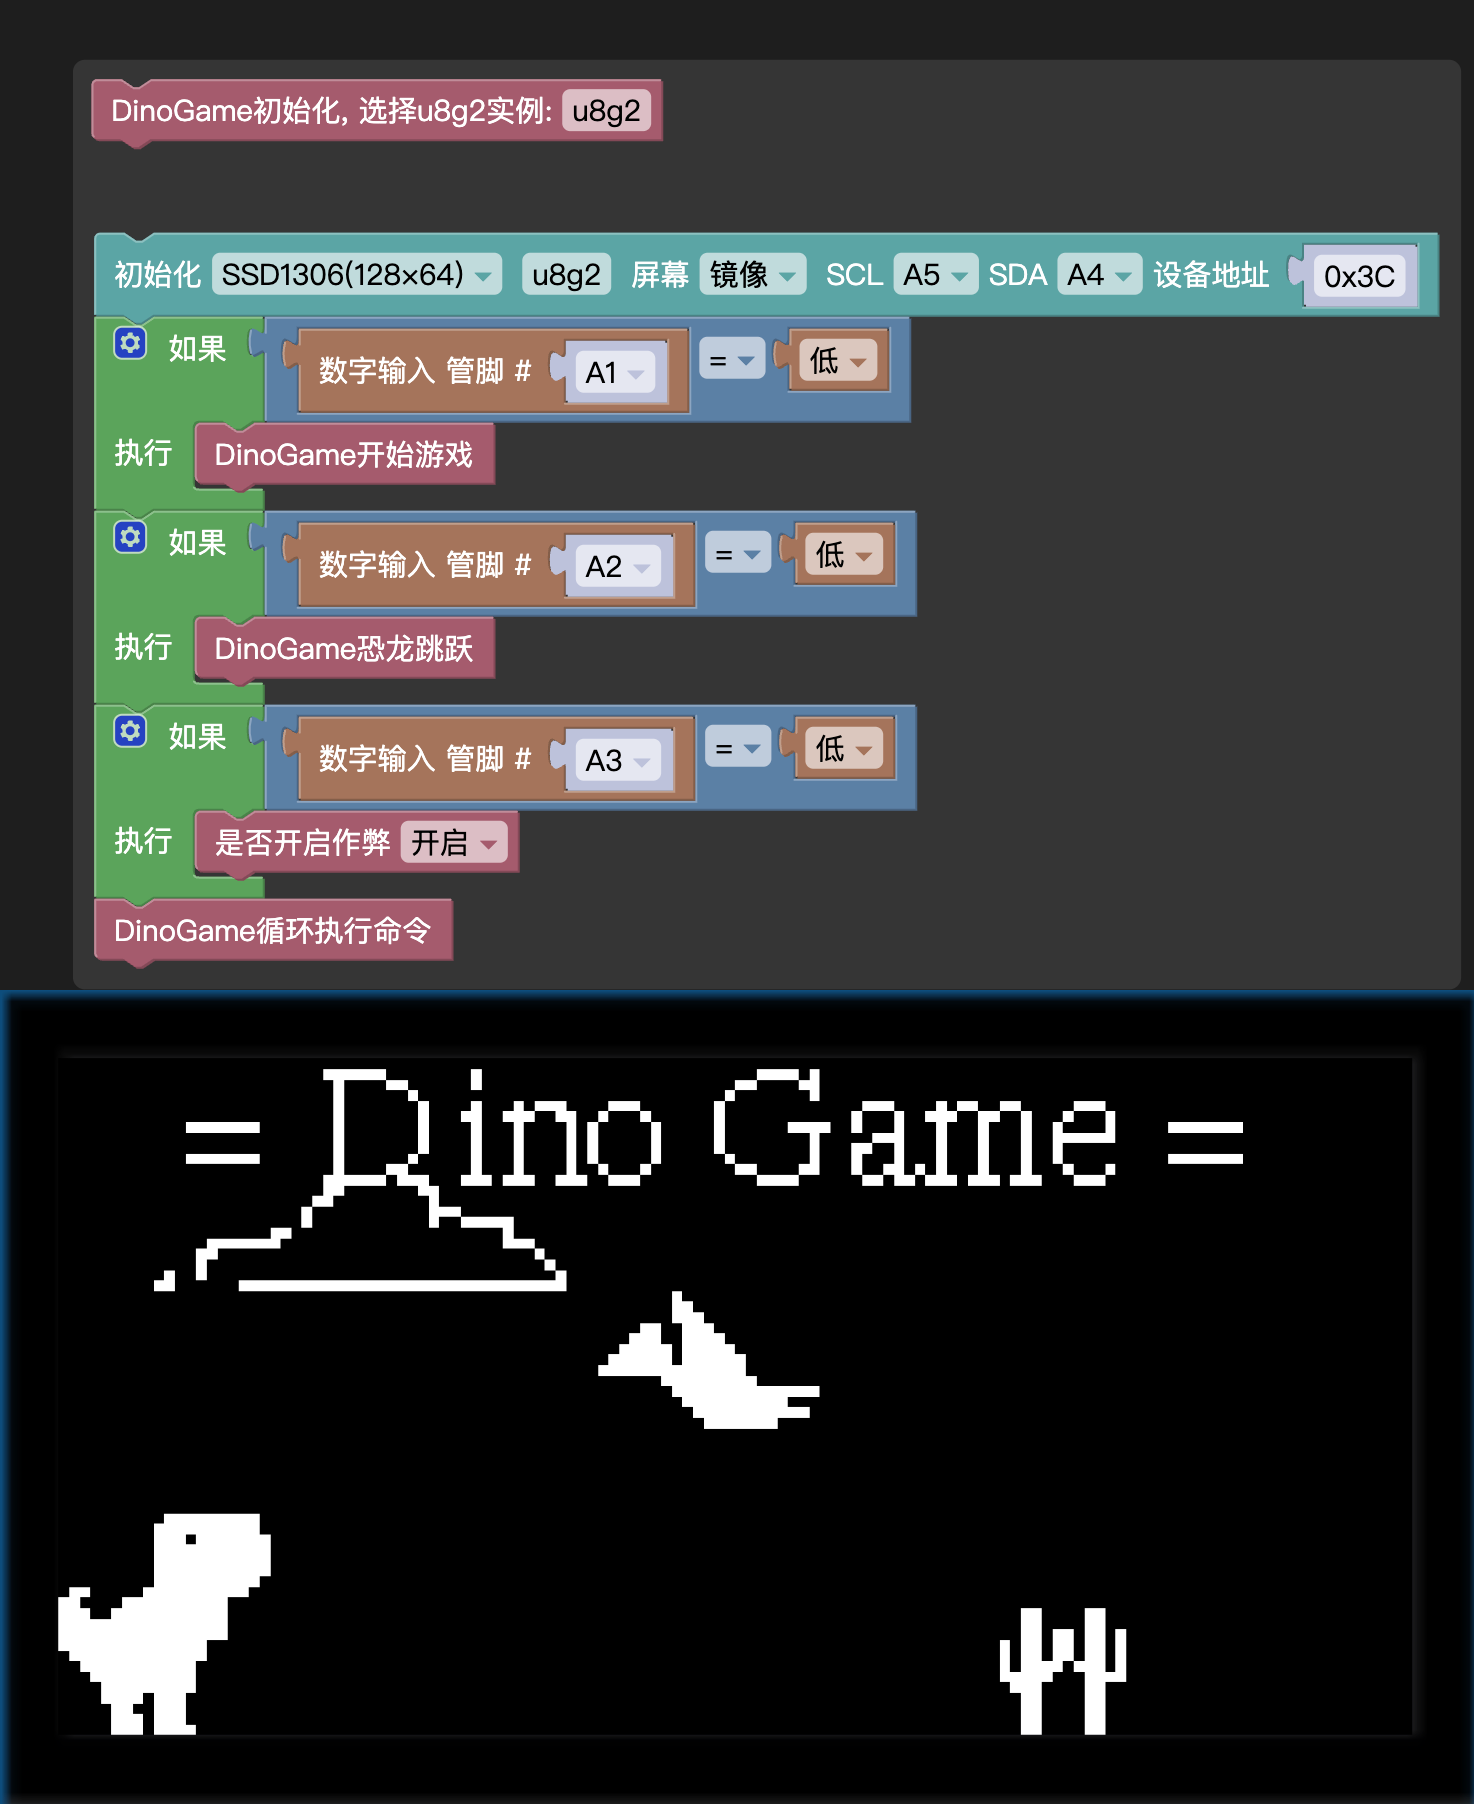 DinoGame初始化, 选择u8g2实例: u8g2
初始化 SSD1306(128×64) u8g2 屏幕 镜像 SCL A5 SDA A4 设备地址 0x3C
如果 数字输入 管脚 # A1 = 低
执行 DinoGame开始游戏
如果 数字输入 管脚 # A2 = 低
执行 DinoGame恐龙跳跃
如果 数字输入 管脚 # A3 = 低
执行 是否开启作弊 开启
DinoGame循环执行命令
= Dino Game =